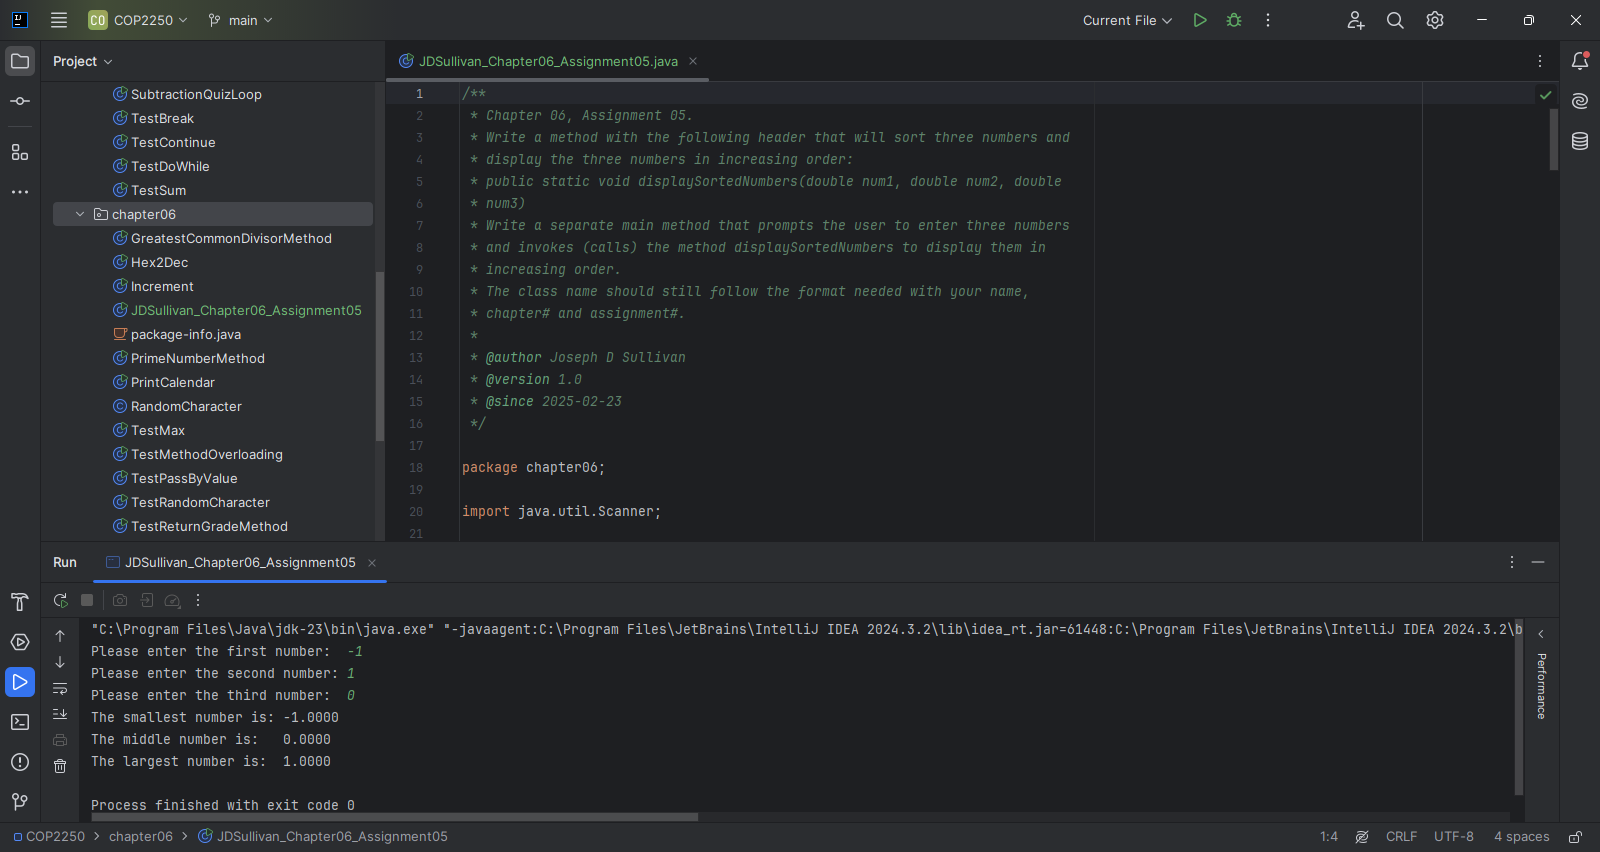 CO COP2250 main Current File
Project
JDSullivan_Chapter06_Assignment05.java
SubtractionQuizLoop
TestBreak
TestContinue
TestDoWhile
TestSum
chapter06
GreatestCommonDivisorMethod
Hex2Dec
Increment
JDSullivan_Chapter06_Assignment05
package-info.java
PrimeNumberMethod
PrintCalendar
RandomCharacter
TestMax
TestMethodOverloading
TestPassByValue
TestRandomCharacter
TestReturnGradeMethod
1 /**
2 * Chapter 06, Assignment 05.
3 * Write a method with the following header that will sort three numbers and
4 * display the three numbers in increasing order:
5 * public static void displaySortedNumbers(double num1, double num2, double
6 * num3)
7 * Write a separate main method that prompts the user to enter three numbers
8 * and invokes (calls) the method displaySortedNumbers to display them in
9 * increasing order.
10 * The class name should still follow the format needed with your name,
11 * chapter# and assignment#.
12 *
13 * @author Joseph D Sullivan
14 * @version 1.0
15 * @since 2025-02-23
16 */
17
18 package chapter06;
19
20 import java.util.Scanner;
21
Run JDSullivan_Chapter06_Assignment05
"C:\Program Files\Java\jdk-23\bin\java.exe" "-javaagent:C:\Program Files\JetBrains\IntelliJ IDEA 2024.3.2\lib\idea_rt.jar=61448:C:\Program Files\JetBrains\IntelliJ IDEA 2024.3.2\b
Please enter the first number: -1
Please enter the second number: 1
Please enter the third number: 0
The smallest number is: -1.0000
The middle number is: 0.0000
The largest number is: 1.0000
Process finished with exit code 0
Performance
COP2250 > chapter06 > JDSullivan_Chapter06_Assignment05
1:4 CRLF UTF-8 4 spaces